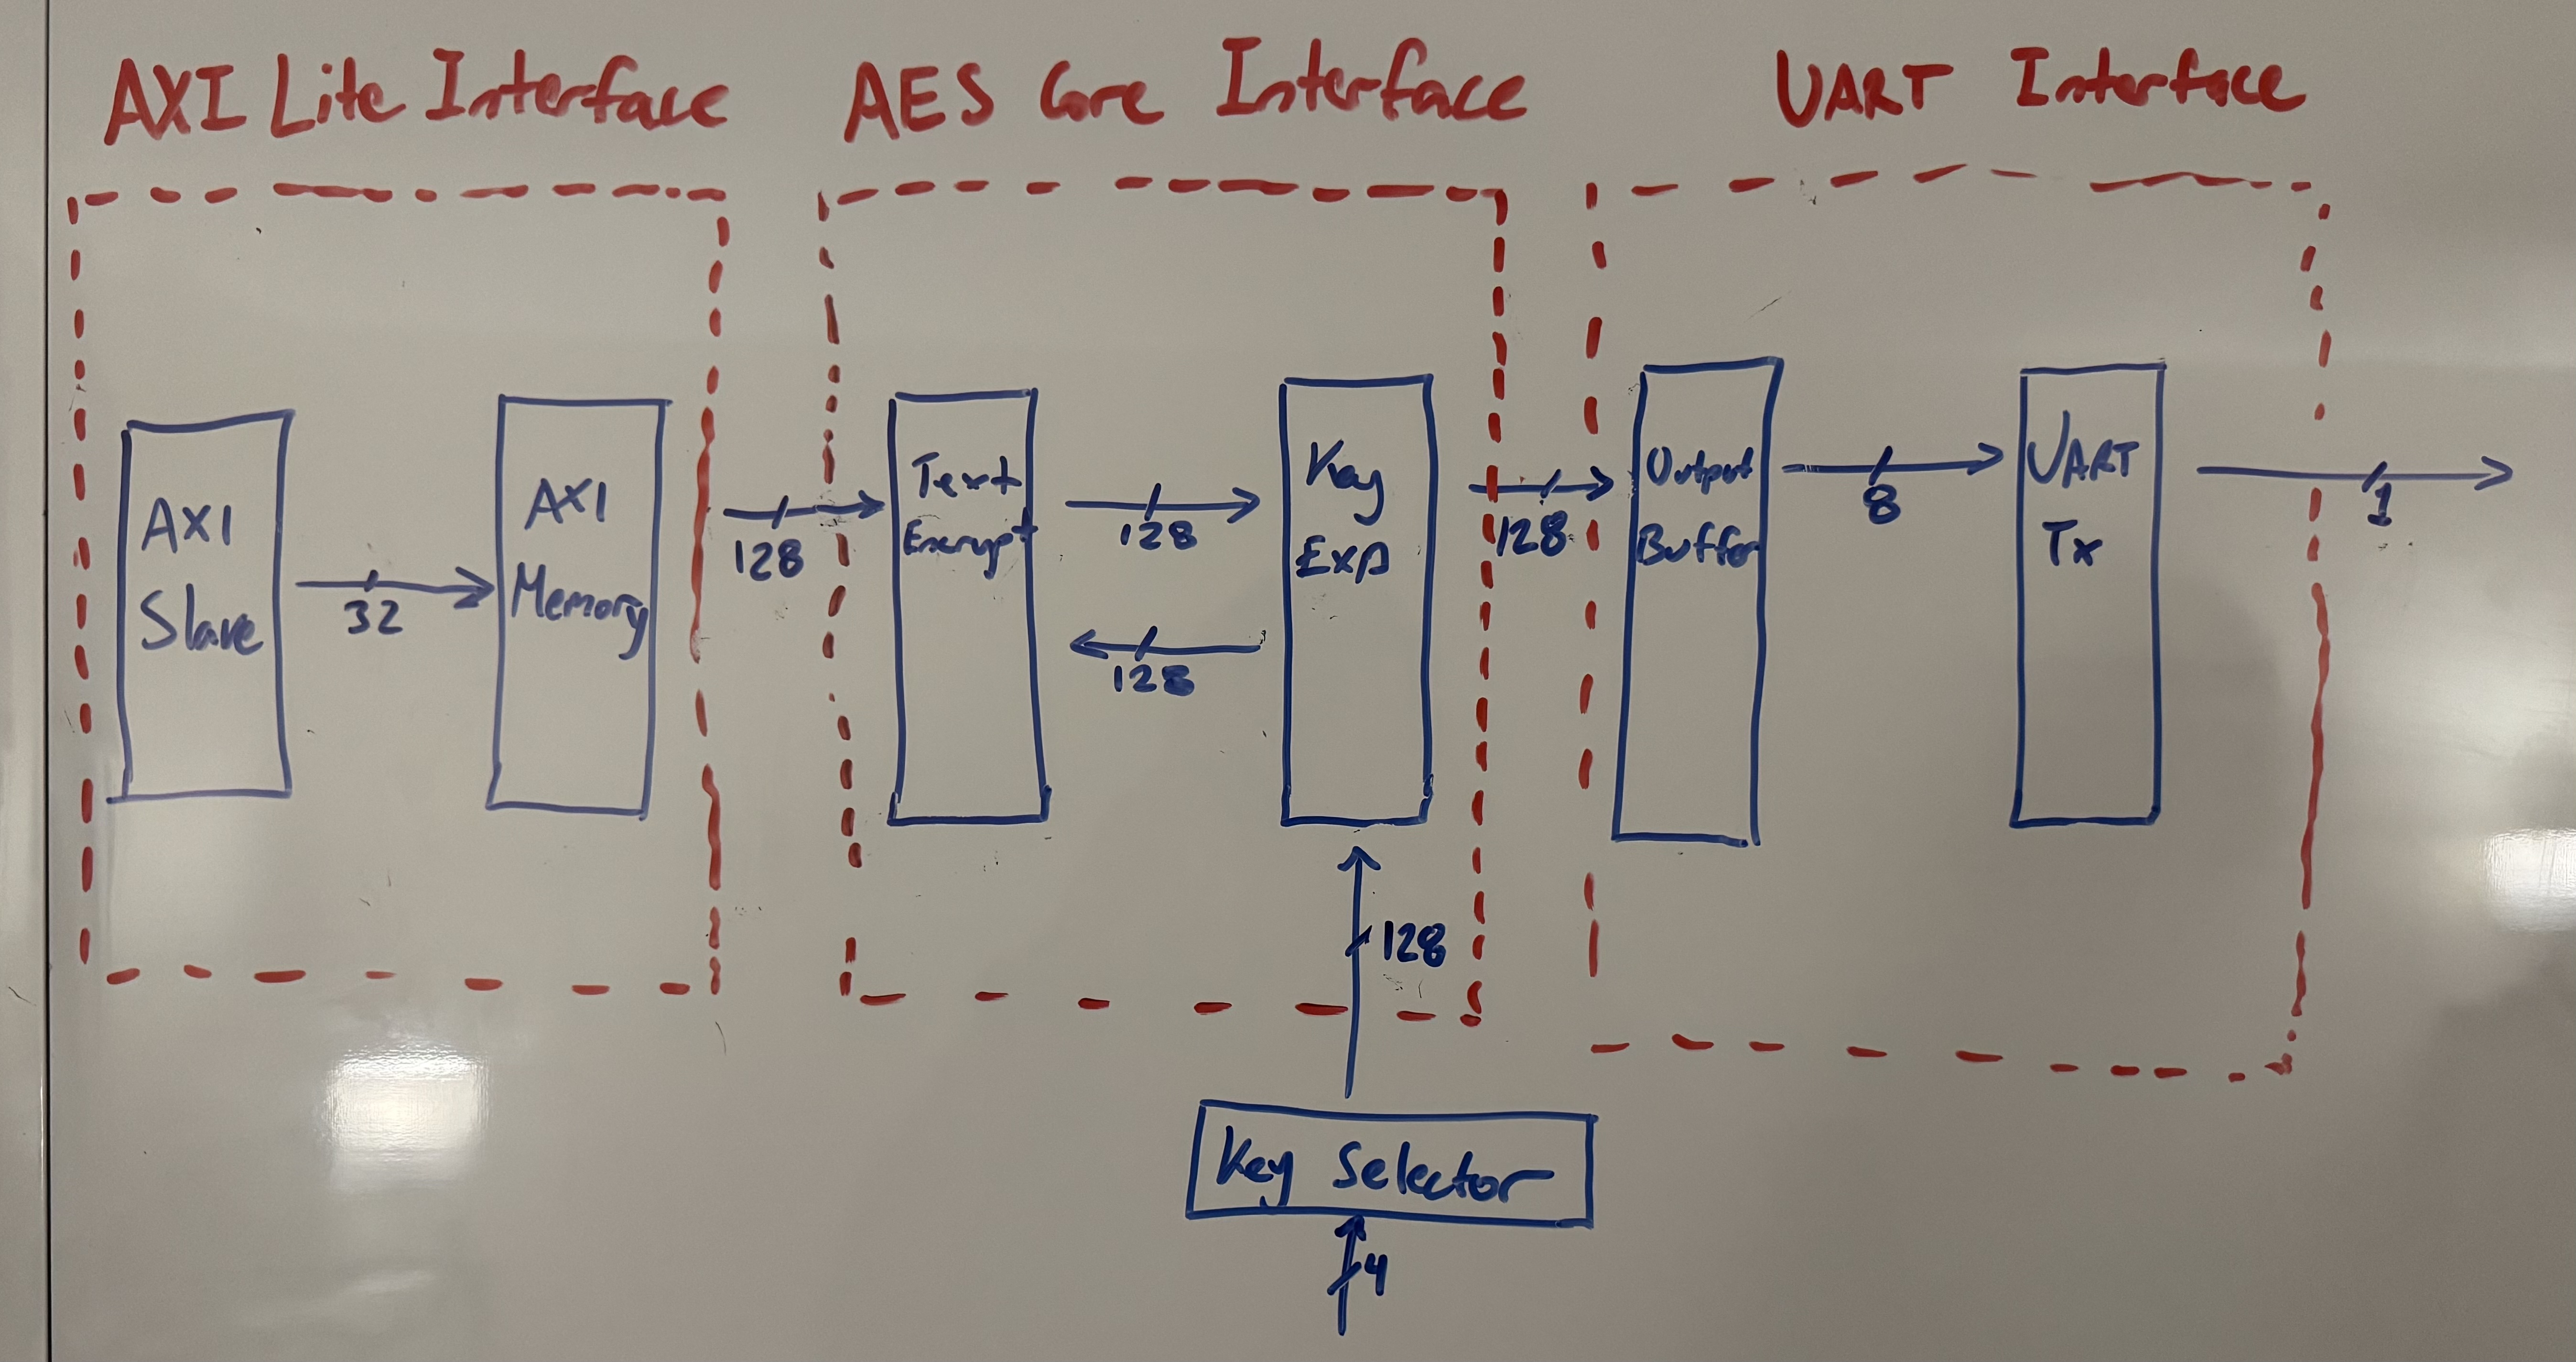 AXI Lite Interface
AES Core Interface
UART Interface
AXI
Slave
32
AXI
Memory
128
Text
Encrypt
128
128
Key
Exp
128
Output
Buffer
8
UART
Tx
1
128
Key Selector
4